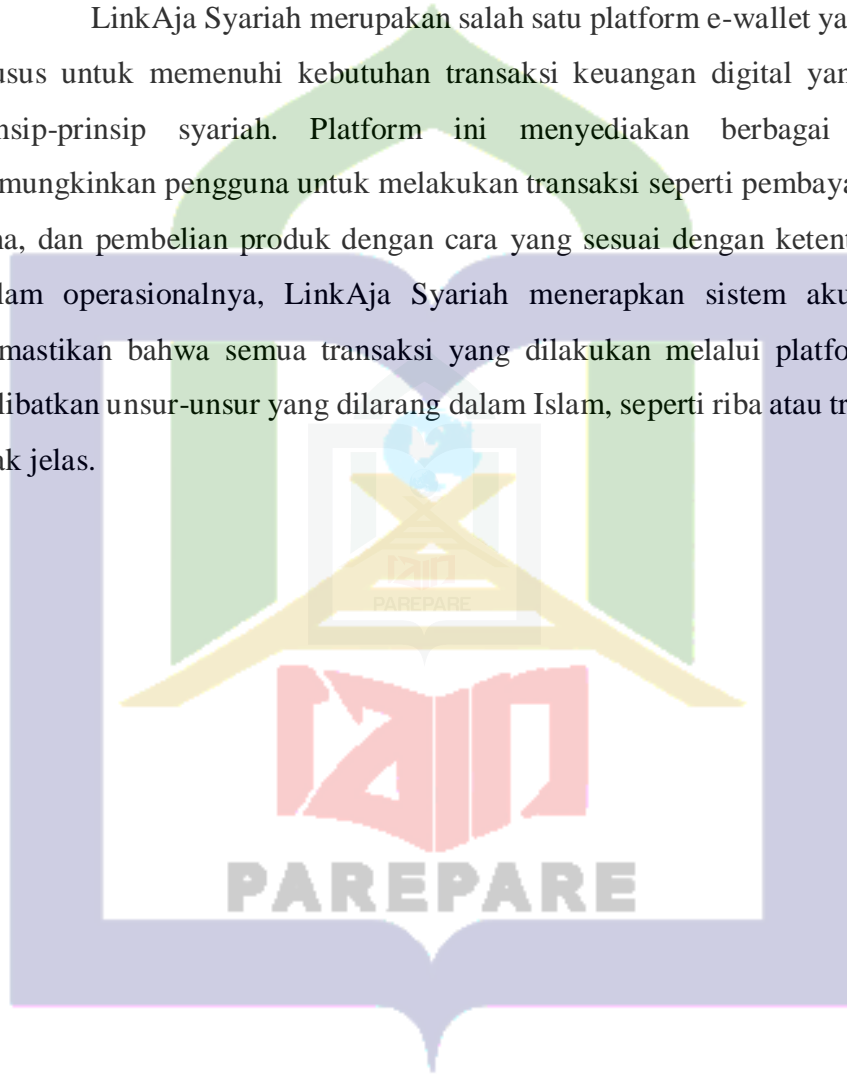 LinkAja Syariah merupakan salah satu platform e-wallet ya
usus untuk memenuhi kebutuhan transaksi keuangan digital yan
nsip-prinsip syariah. Platform ini menyediakan berbagai
mungkinkan pengguna untuk melakukan transaksi seperti pembaya
na, dan pembelian produk dengan cara yang sesuai dengan ketent
lam operasionalnya, LinkAja Syariah menerapkan sistem aku
mastikan bahwa semua transaksi yang dilakukan melalui platfo
libatkan unsur-unsur yang dilarang dalam Islam, seperti riba atau tr
ak jelas.
iain
PAREPARE
iain
PAREPARE